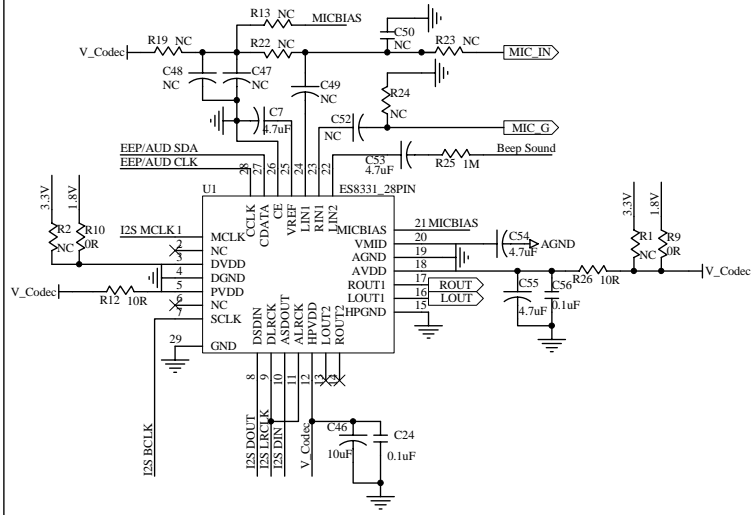 R13 NC MICBIAS
C50
NC
R23 NC
V_Codec
R19 NC
R22 NC
MIC_IN
C48
NC
C47
NC
C49
NC
R24
NC
C7
4.7uF
C52
NC
MIC_G
EEP/AUD SDA
EEP/AUD CLK
C53
4.7uF
R25 1M
Beep Sound
28 27 26 25 24 23 22
U1
ES8331_28PIN
CCLK
CDATA
CE
VREF
LIN1
RIN1
LIN2
3.3V
1.8V
R2
NC
R10
0R
I2S MCLK 1
MCLK
2
NC
3
DVDD
4
DGND
V_Codec
R12 10R
5
PVDD
6
NC
7
SCLK
29
GND
MICBIAS
21 MICBIAS
VMID
20
AGND
19
AVDD
18
ROUT1
17
ROUT
LOUT1
16
LOUT
HPGND
15
C54
4.7uF
AGND
3.3V
1.8V
R1
NC
R9
0R
V_Codec
R26 10R
C55
4.7uF
C56
0.1uF
DSDIN
DLRCK
ASDOUT
ALRCK
HPVDD
LOUT2
ROUT2
8
9
10
11
12
13
14
I2S BCLK
I2S DOUT
I2S LRCLK
I2S DIN
V_Codec
C46
10uF
C24
0.1uF